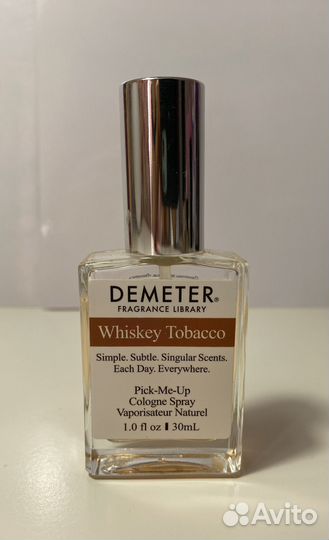 DEMETER®
FRAGRANCE LIBRARY
Whiskey Tobacco
Simple. Subtle. Singular Scents.
Each Day. Everywhere.
Pick-Me-Up
Cologne Spray
Vaporisateur Naturel
1.0 fl oz 30mL
Avito